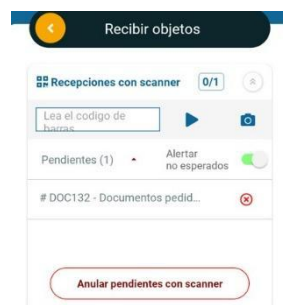 Recibir objetos
Recepciones con scanner 0/1
Lea el codigo de
barras
Pendientes (1) Alertar
no esperados
# DOC132 - Documentos pedid...
Anular pendientes con scanner